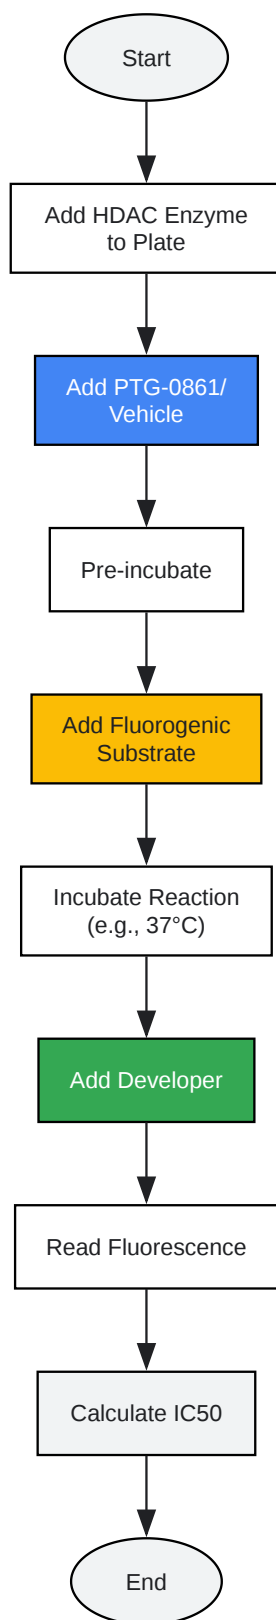 Start
Add HDAC Enzyme
to Plate
Add PTG-0861/
Vehicle
Pre-incubate
Add Fluorogenic
Substrate
Incubate Reaction
(e.g., 37°C)
Add Developer
Read Fluorescence
Calculate IC50
End